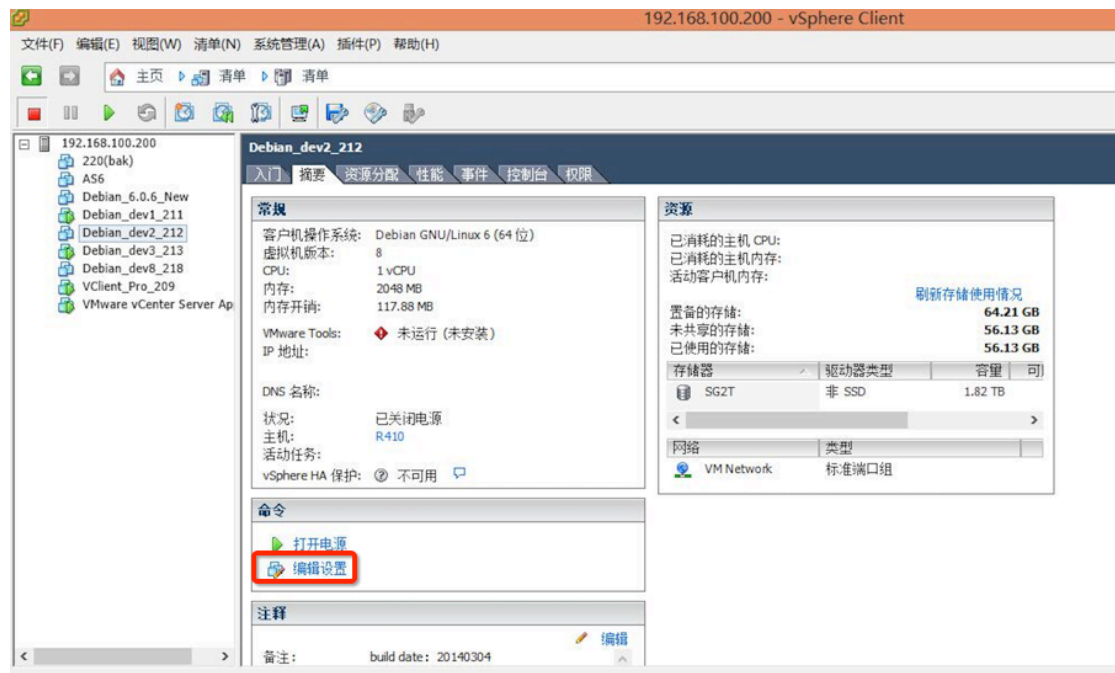 192.168.100.200 - vSphere Client
文件(F) 编辑(E) 视图(W) 清单(N) 系统管理(A) 插件(P) 帮助(H)
主页 清单 清单
192.168.100.200
220(bak)
AS6
Debian_6.0.6_New
Debian_dev1_211
Debian_dev2_212
Debian_dev3_213
Debian_dev8_218
VClient_Pro_209
VMware vCenter Server Ap
Debian_dev2_212
入门 摘要 资源分配 性能 事件 控制台 权限
常规
客户机操作系统: Debian GNU/Linux 6 (64 位)
虚拟机版本: 8
CPU: 1 vCPU
内存: 2048 MB
内存开销: 117.88 MB
VMware Tools: 未运行 (未安装)
IP 地址:
DNS 名称:
状况: 已关闭电源
主机: R410
活动任务:
vSphere HA 保护: 不可用
命令
打开电源
编辑设置
注释
编辑
备注: build date: 20140304
资源
已消耗的主机 CPU:
已消耗的主机内存:
活动客户机内存:
刷新存储使用情况
置备的存储: 64.21 GB
未共享的存储: 56.13 GB
已使用的存储: 56.13 GB
存储器 驱动器类型 容量 可
SG2T 非 SSD 1.82 TB
网络 类型
VM Network 标准端口组